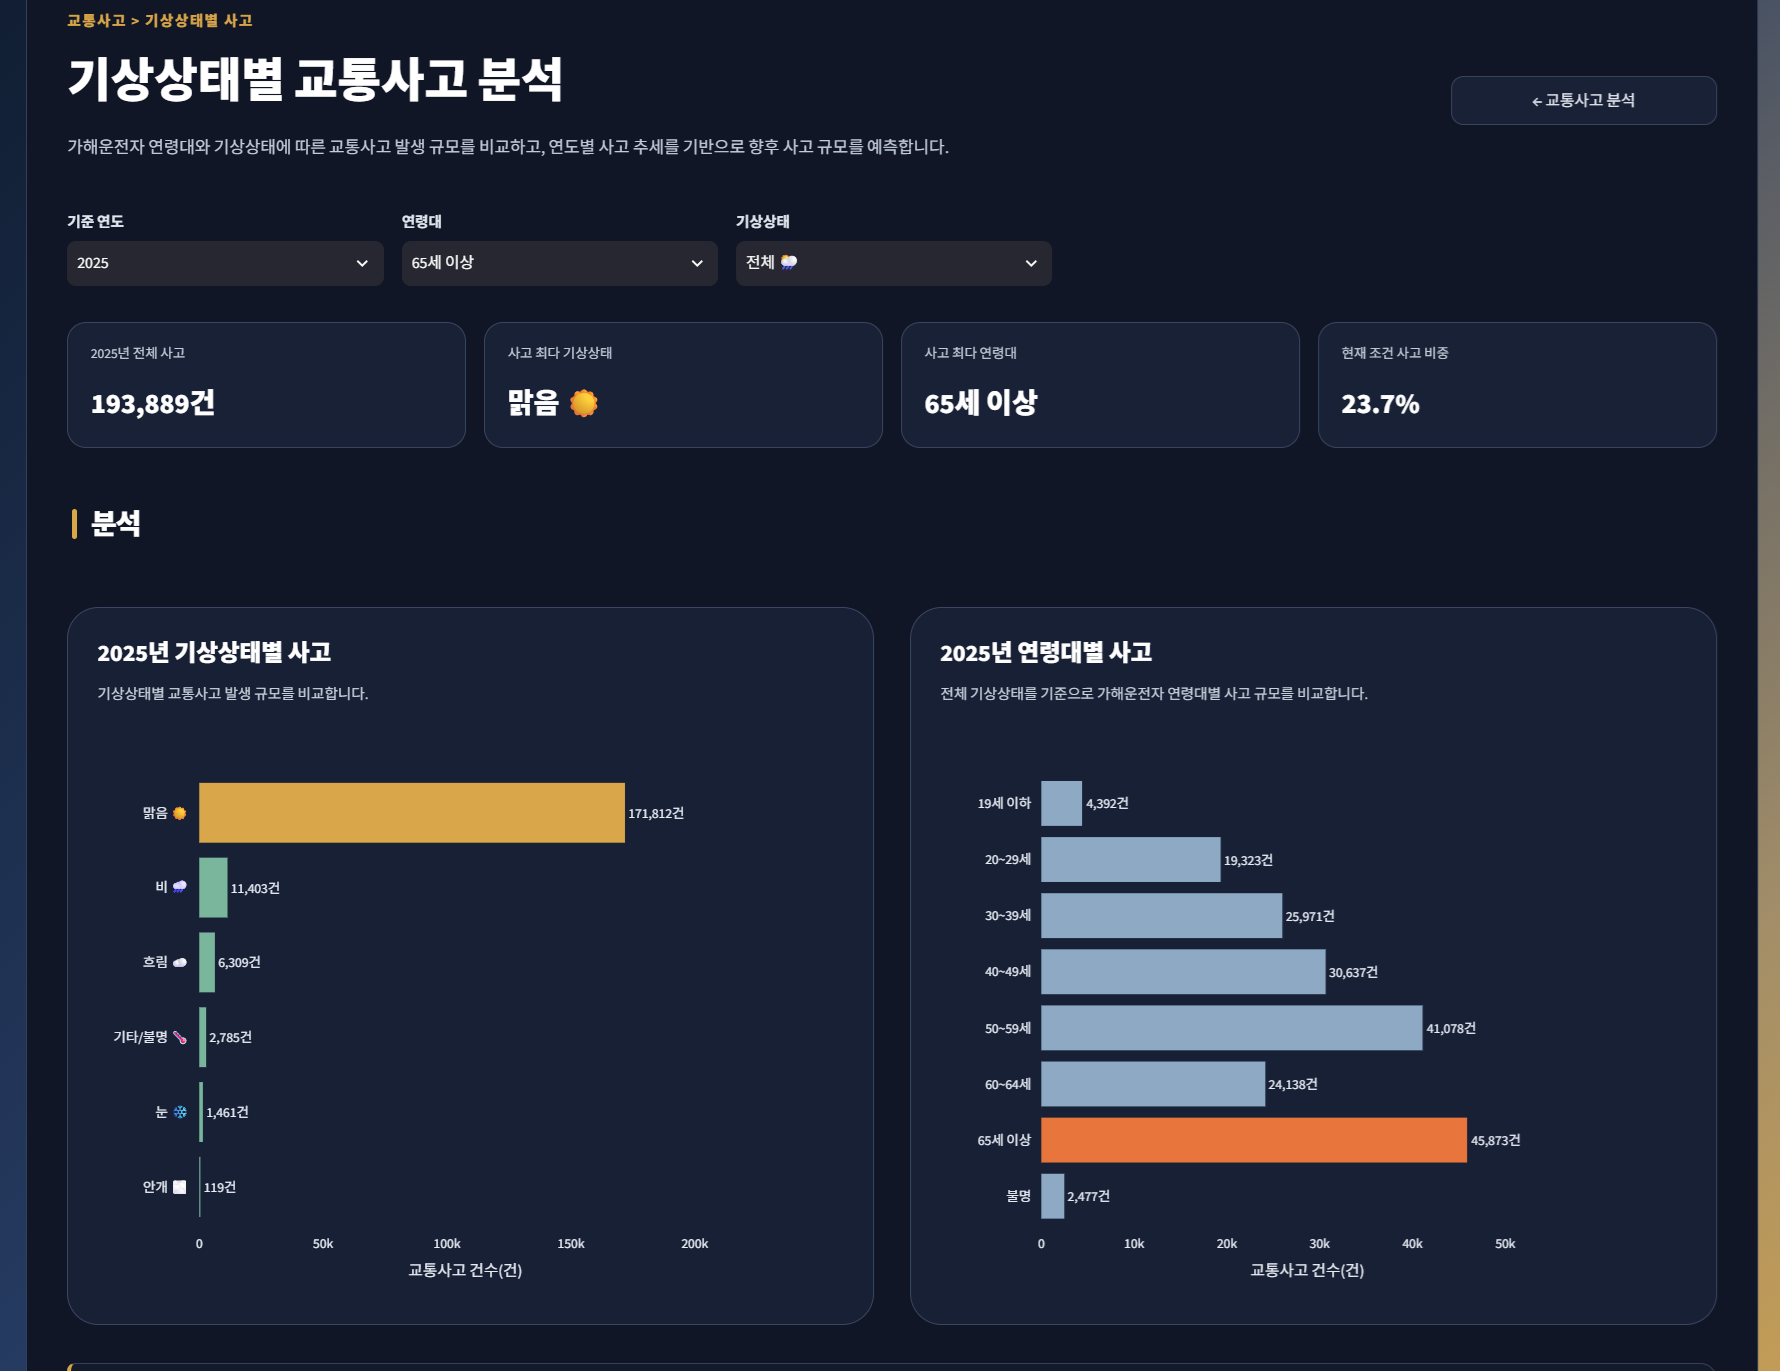 교통사고 > 기상상태별 사고
기상상태별 교통사고 분석
← 교통사고 분석
가해운전자 연령대와 기상상태에 따른 교통사고 발생 규모를 비교하고, 연도별 사고 추세를 기반으로 향후 사고 규모를 예측합니다.
기준 연도
2025
연령대
65세 이상
기상상태
전체 🌦️
2025년 전체 사고
193,889건
사고 최다 기상상태
맑음 ☀️
사고 최다 연령대
65세 이상
현재 조건 사고 비중
23.7%
분석
2025년 기상상태별 사고
기상상태별 교통사고 발생 규모를 비교합니다.
맑음 ☀️ 171,812건
비 🌧️ 11,403건
흐림 ☁️ 6,309건
기타/불명 🌡️ 2,785건
눈 ❄️ 1,461건
안개 🌫️ 119건
0 50k 100k 150k 200k
교통사고 건수(건)
2025년 연령대별 사고
전체 기상상태를 기준으로 가해운전자 연령대별 사고 규모를 비교합니다.
19세 이하 4,392건
20~29세 19,323건
30~39세 25,971건
40~49세 30,637건
50~59세 41,078건
60~64세 24,138건
65세 이상 45,873건
불명 2,477건
0 10k 20k 30k 40k 50k
교통사고 건수(건)